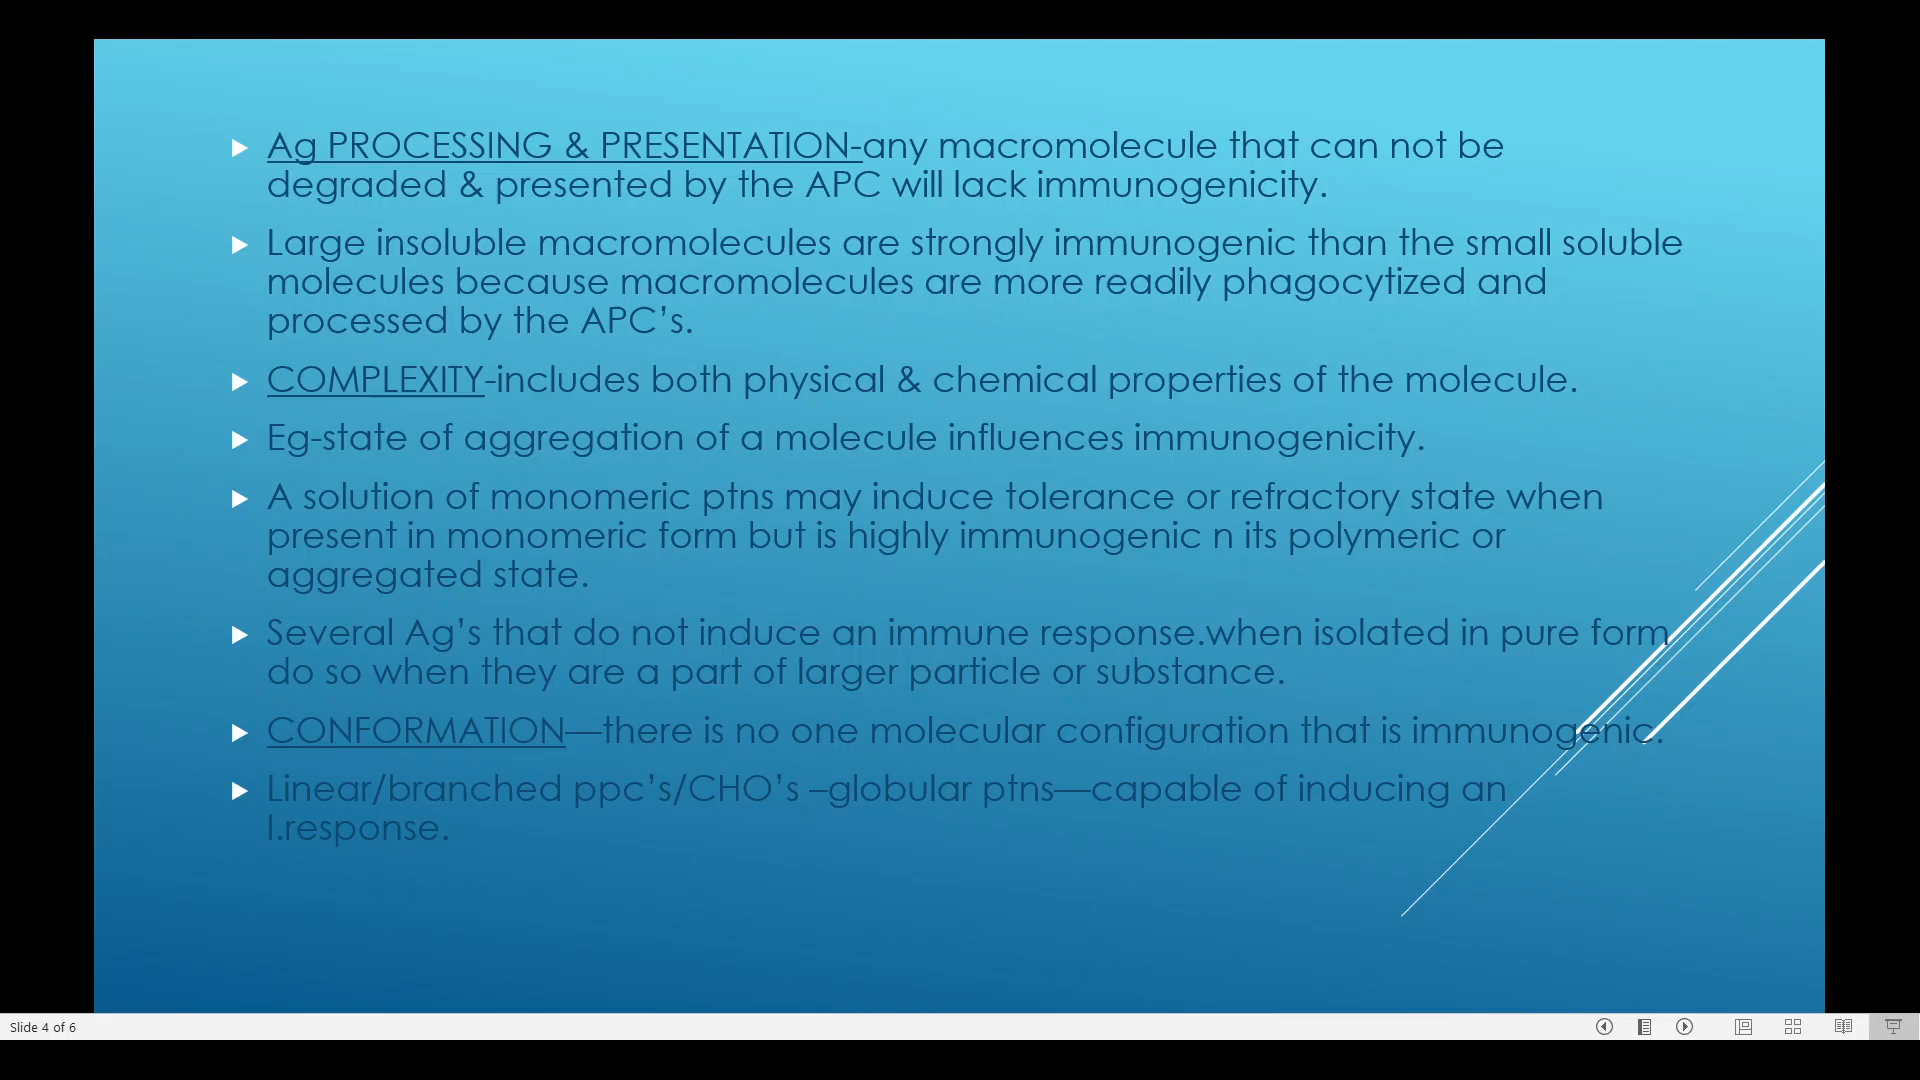 Ag PROCESSING & PRESENTATION-any macromolecule that can not be
degraded & presented by the APC will lack immunogenicity.
Large insoluble macromolecules are strongly immunogenic than the small soluble
molecules because macromolecules are more readily phagocytized and
processed by the APC’s.
COMPLEXITY-includes both physical & chemical properties of the molecule.
Eg-state of aggregation of a molecule influences immunogenicity.
A solution of monomeric ptns may induce tolerance or refractory state when
present in monomeric form but is highly immunogenic n its polymeric or
aggregated state.
Several Ag’s that do not induce an immune response.when isolated in pure form
do so when they are a part of larger particle or substance.
CONFORMATION—there is no one molecular configuration that is immunogenic.
Linear/branched ppc’s/CHO’s –globular ptns—capable of inducing an
I.response.
Slide 4 of 6